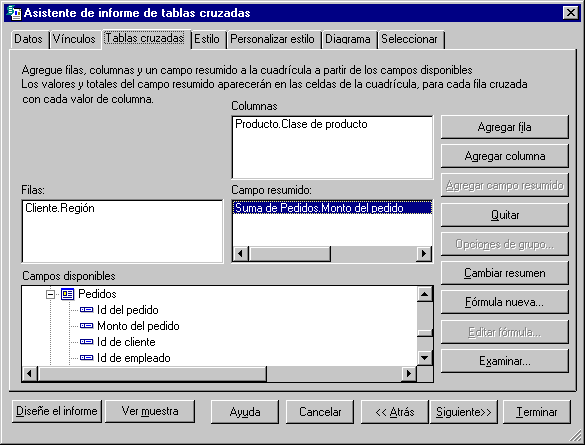 Asistente de informe de tablas cruzadas
Datos
Vínculos
Tablas cruzadas
Estilo
Personalizar estilo
Diagrama
Seleccionar
Agregue filas, columnas y un campo resumido a la cuadrícula a partir de los campos disponibles
Los valores y totales del campo resumido aparecerán en las celdas de la cuadrícula, para cada fila cruzada
con cada valor de columna.
Columnas
Producto.Clase de producto
Agregar fila
Agregar columna
Agregar campo resumido
Filas:
Cliente.Región
Campo resumido:
Suma de Pedidos.Monto del pedido
Quitar
Opciones de grupo...
Cambiar resumen
Campos disponibles
Pedidos
Id del pedido
Monto del pedido
Id de cliente
Id de empleado
Fórmula nueva...
Editar fórmula...
Examinar...
Diseñe el informe
Ver muestra
Ayuda
Cancelar
<< Atrás
Siguiente>>
Terminar